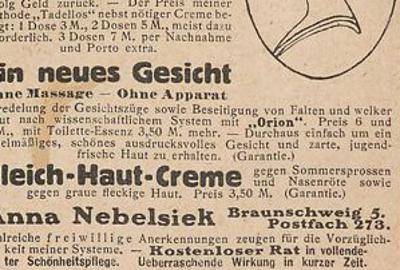 olg Geld zurück. — Der Preis meiner
thode „Tadellos" nebst nötiger Creme be-
gt: 1 Dose 3 M., 2 Dosen 5 M., meist dazu
orderlich. 3 Dosen 7 M. per Nachnahme
und Porto extra.
in neues Gesicht
ne Massage — Ohne Apparat
redelung der Gesichtszüge sowie Beseitigung von Falten und welker
ut nach wissenschaftlichem System mit „Orion". Preis 6 und
M., mit Toilette-Essenz 3,50 M. mehr. — Durchaus einfach um ein
elmäßiges, schönes ausdrucksvolles Gesicht und zarte, jugend-
frische Haut zu erhalten. (Garantie.)
leich-Haut-Creme gegen Sommersprossen
und Nasenröte sowie
gegen graue fleckige Haut. Preis 3,50 M. (Garantie.)
Anna Nebelsiek Braunschweig 5.
Postfach 273.
hlreiche freiwillige Anerkennungen zeugen für die Vorzüglich-
keit meiner Systeme. — Kostenloser Rat in vollende-
ter Schönheitspflege. Ueberraschende Wirkung in kurzer Zeit.